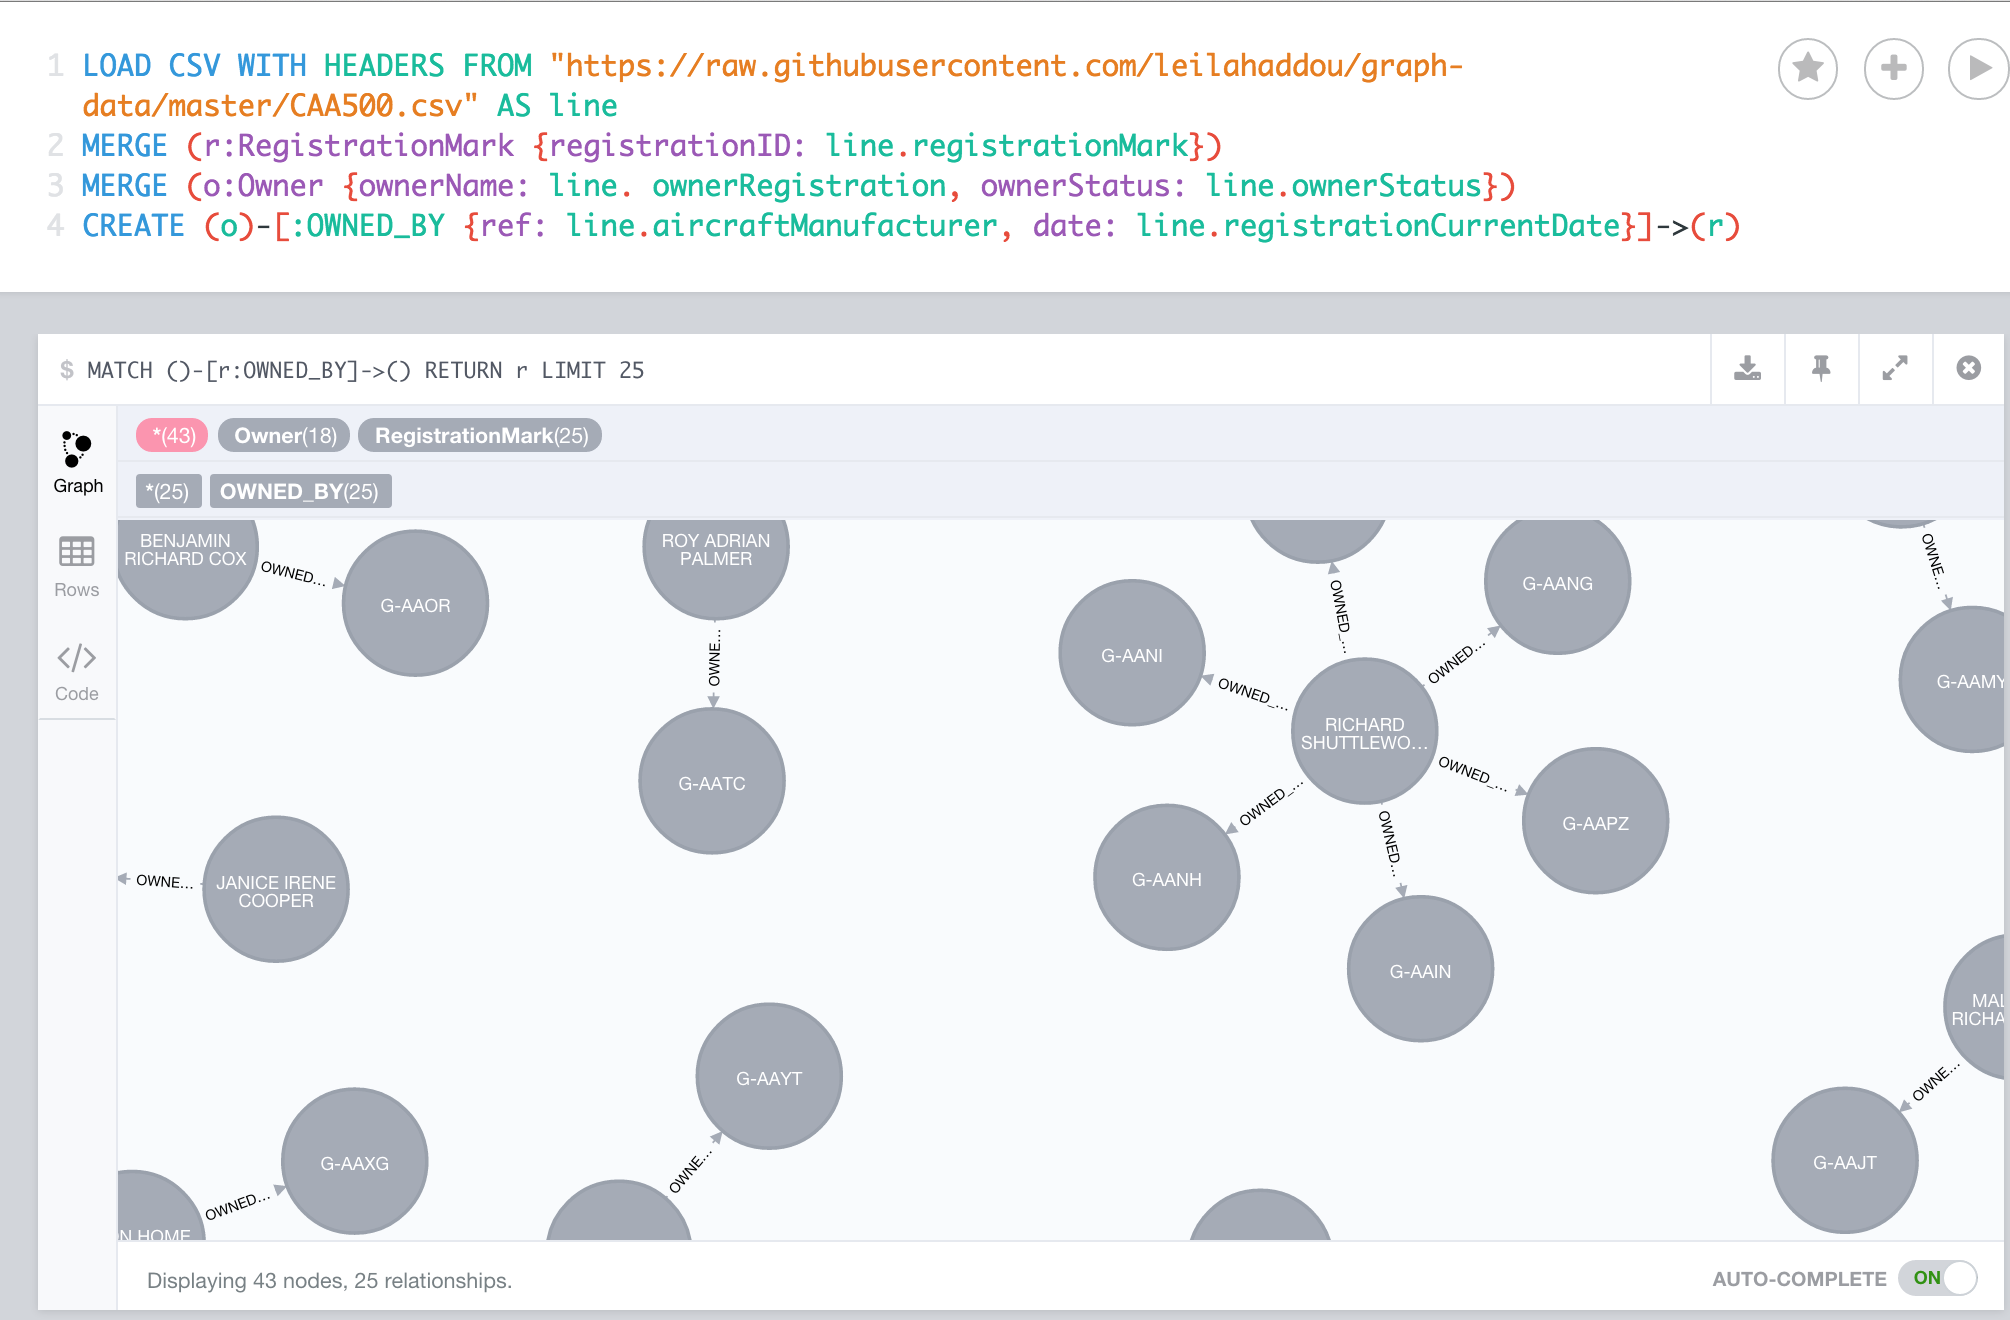 1 LOAD CSV WITH HEADERS FROM "https://raw.githubusercontent.com/leilahaddou/graph-
data/master/CAA500.csv" AS line
2 MERGE (r:RegistrationMark {registrationID: line.registrationMark})
3 MERGE (o:Owner {ownerName: line. ownerRegistration, ownerStatus: line.ownerStatus})
4 CREATE (o)-[:OWNED_BY {ref: line.aircraftManufacturer, date: line.registrationCurrentDate}]->(r)
$ MATCH ()-[r:OWNED_BY]->() RETURN r LIMIT 25
*(43) Owner(18) RegistrationMark(25)
Graph
*(25) OWNED_BY(25)
Rows
Code
BENJAMIN
RICHARD COX
OWNED...
G-AAOR
ROY ADRIAN
PALMER
OWNE...
G-AATC
OWNED_...
G-AANG
OWNED...
G-AANI
OWNED_...
RICHARD
SHUTTLEWO...
OWNED_...
G-AAPZ
OWNED_...
G-AANH
OWNED...
G-AAIN
OWNE...
G-AAMY
OWNE...
JANICE IRENE
COOPER
MAL
RICHA
OWNE...
G-AAJT
G-AAYT
OWNE...
G-AAXG
OWNED...
N HOME
Displaying 43 nodes, 25 relationships.
AUTO-COMPLETE ON